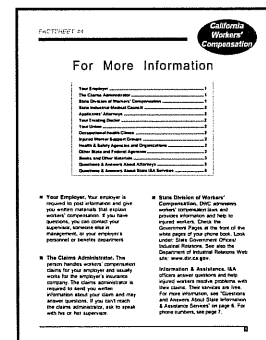 FACTSHEET #4
California
Workers'
Compensation
For More Information
Your Employer 1
The Claims Administrator 1
State Division of Workers' Compensation 1
State Industrial Medical Council 2
Applicants' Attorneys 2
Your Treating Doctor 2
Your Union 2
Occupational Health Clinics
Injured Worker Support Groups
Health & Safety Agencies and Organizations
Other State and Federal Agencies
Books and Other Materials
Questions & Answers About Attorneys
Questions & Answers About State I&A Services
Your Employer. Your employer is
required to post information and give
you written materials that explain
workers' compensation. If you have
questions, you can contact your
supervisor, someone else in
management, or your employer's
personnel or benefits department.
The Claims Administrator. This
person handles workers' compensation
claims for your employer and usually
works for the employer's insurance
company. The claims administrator is
required to send you written
information about your claim and may
answer questions. If you can't reach
the claims administrator, ask to speak
with his or her supervisor.
State Division of Workers'
Compensation. DWC administers
workers' compensation laws and
provides information and help to
injured workers. Check the
Government Pages at the front of the
white pages of your phone book. Look
under: State Government Offices/
Industrial Relations. See also the
Department of Industrial Relations Web
site: www.dir.ca.gov.
Information & Assistance. I&A
officers answer questions and help
injured workers resolve problems with
their claims. Their services are free.
For more information, see "Questions
and Answers About State Information
& Assistance Services" on page 6. For
phone numbers, see page 7.